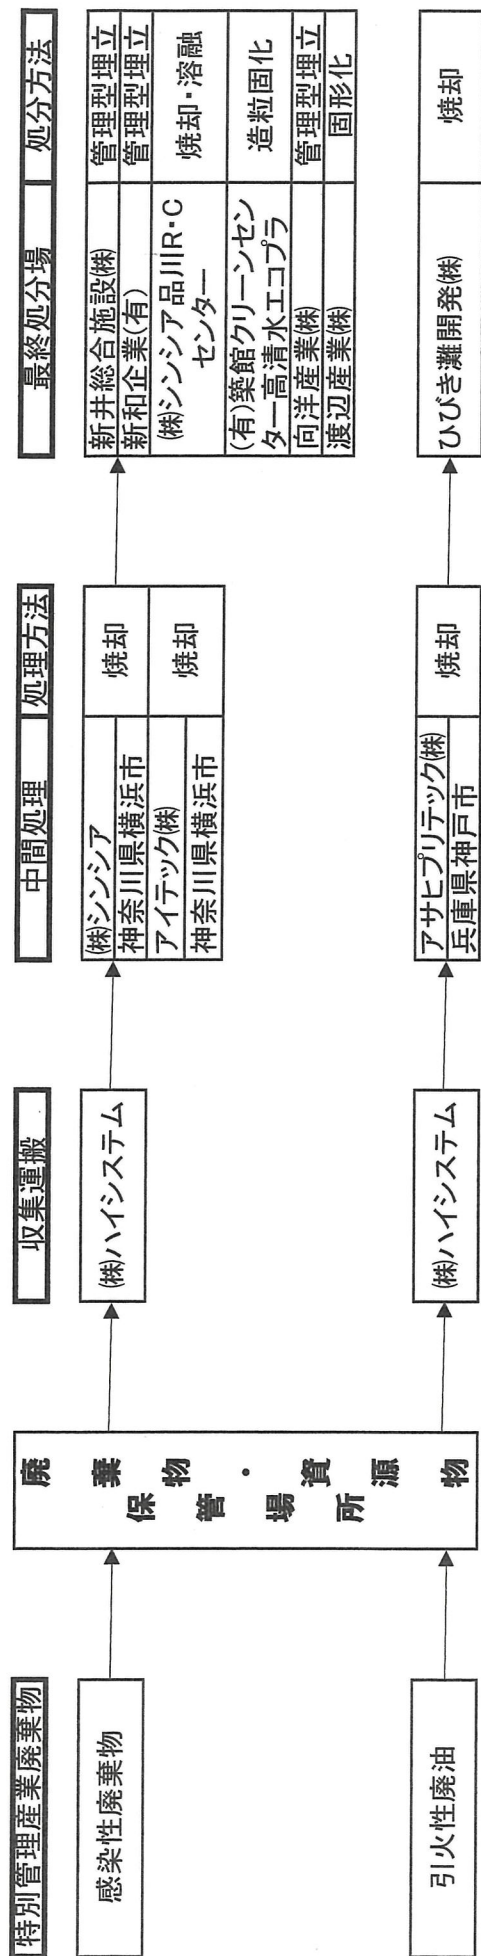 特別管理産業廃棄物
感染性廃棄物
引火性廃油
廃棄物・資源物
保管場所
収集運搬
㈱ハイシステム
㈱ハイシステム
中間処理 処理方法
㈱シンシア
神奈川県横浜市
焼却
アイテック㈱
神奈川県横浜市
焼却
アサヒプリテック㈱
兵庫県神戸市
焼却
最終処分場 処分方法
新井総合施設㈱ 管理型埋立
新和企業(有) 管理型埋立
㈱シンシア品川R・C
センター
焼却・溶融
(有)築館クリーンセン
ター高清水エコプラ
造粒固化
向洋産業㈱ 管理型埋立
渡辺産業㈱ 固形化
ひびき灘開発㈱ 焼却